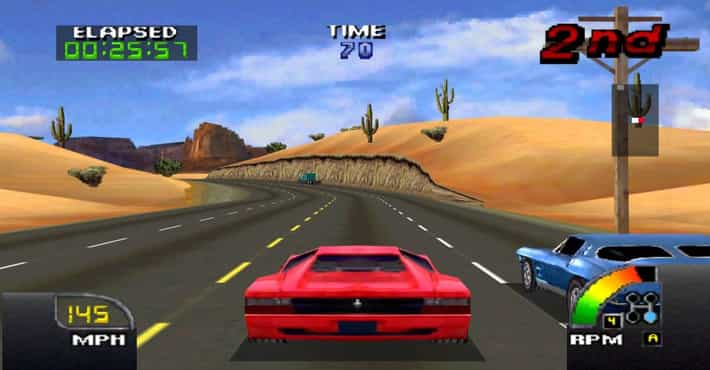 ELAPSED
00:25:57
TIME
70
2nd
145
MPH
4
RPM
A